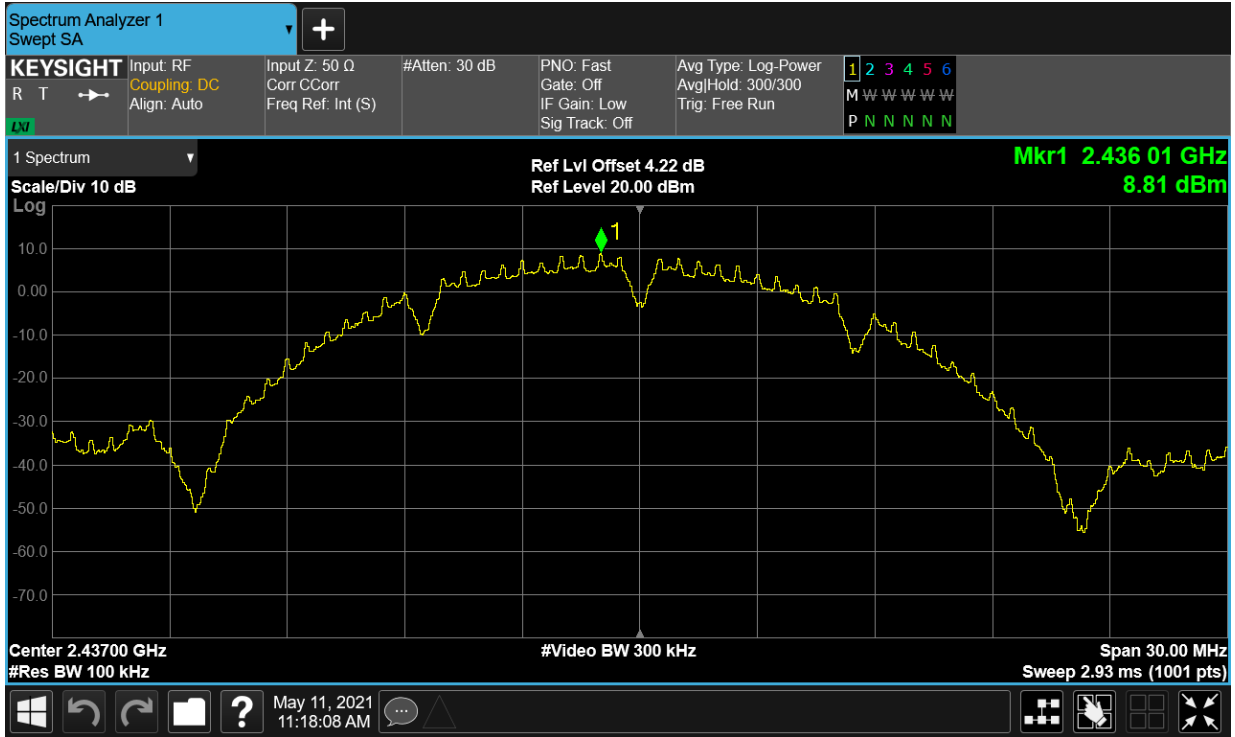 Spectrum Analyzer 1
Swept SA
+
KEYSIGHT
R T
LXI
Input: RF
Coupling: DC
Align: Auto
Input Z: 50 Ω
Corr CCorr
Freq Ref: Int (S)
#Atten: 30 dB
PNO: Fast
Gate: Off
IF Gain: Low
Sig Track: Off
Avg Type: Log-Power
Avg|Hold: 300/300
Trig: Free Run
1 2 3 4 5 6
M W W W W W
P N N N N N
1 Spectrum
Scale/Div 10 dB
Ref Lvl Offset 4.22 dB
Ref Level 20.00 dBm
Mkr1 2.436 01 GHz
8.81 dBm
Log
1
10.0
0.00
-10.0
-20.0
-30.0
-40.0
-50.0
-60.0
-70.0
Center 2.43700 GHz
#Video BW 300 kHz
Span 30.00 MHz
#Res BW 100 kHz
Sweep 2.93 ms (1001 pts)
?
May 11, 2021
11:18:08 AM